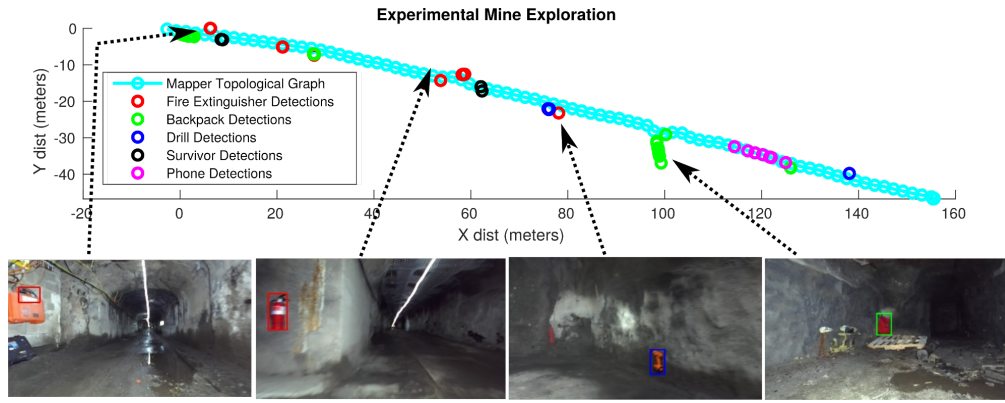 Experimental Mine Exploration
0
-10
-20
-30
-40
Y dist (meters)
Mapper Topological Graph
Fire Extinguisher Detections
Backpack Detections
Drill Detections
Survivor Detections
Phone Detections
-20 0 20 40 60 80 100 120 140 160
X dist (meters)